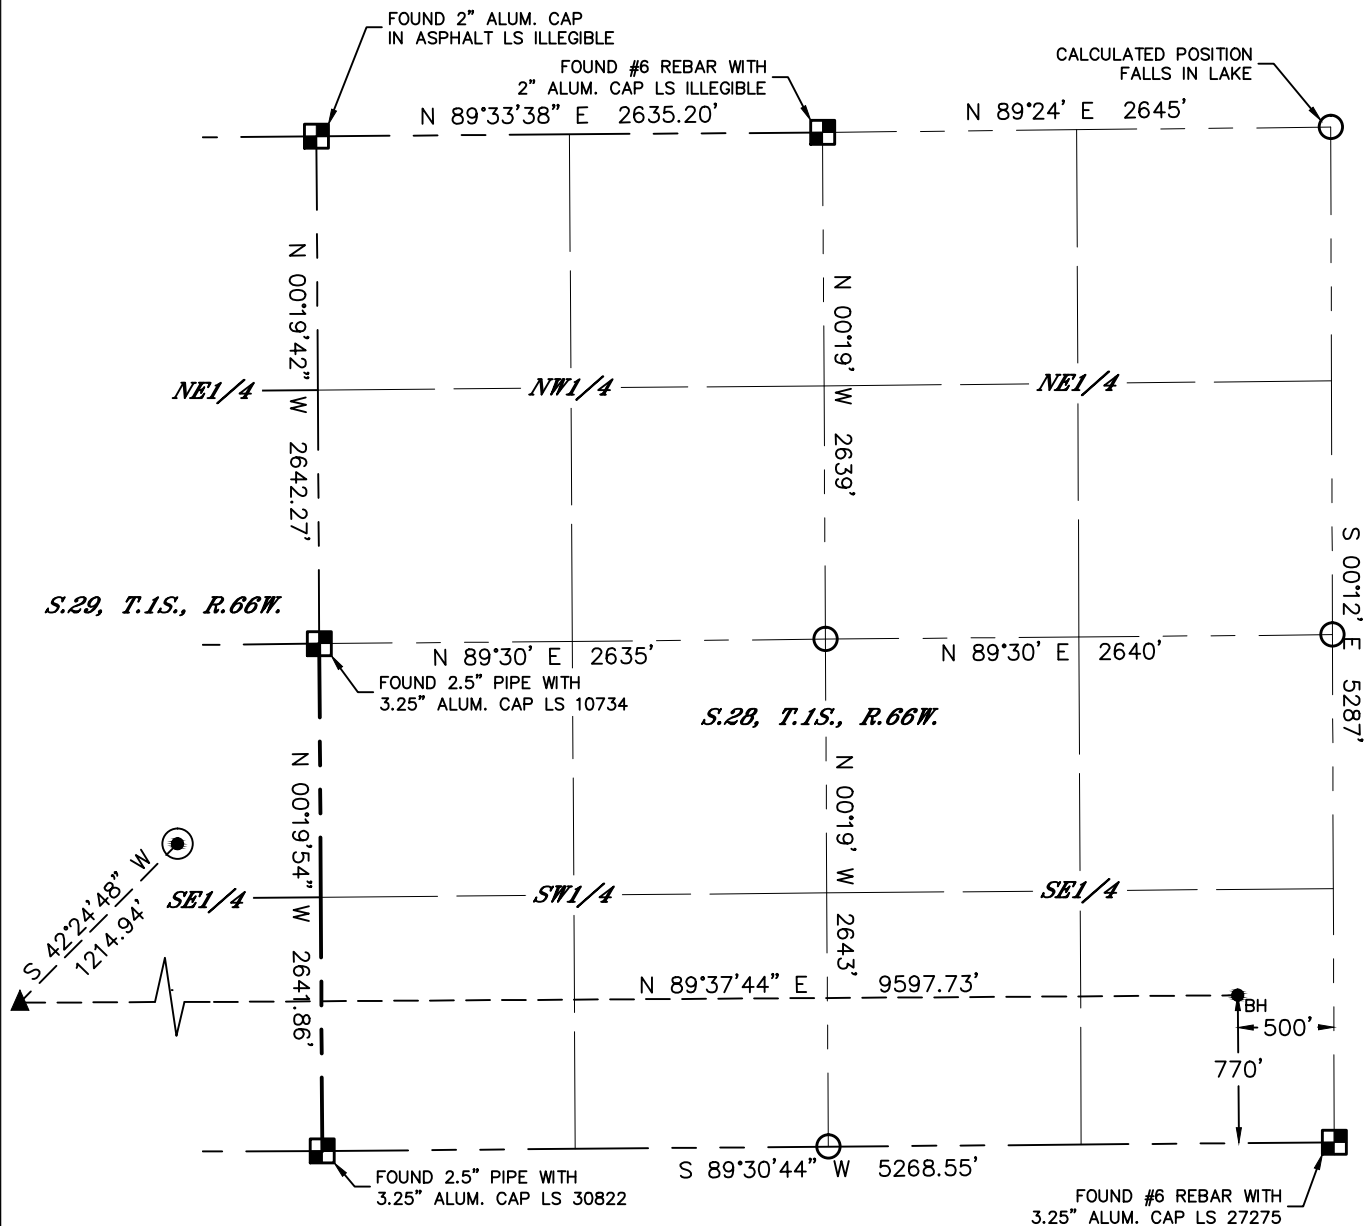 FOUND 2" ALUM. CAP
IN ASPHALT LS ILLEGIBLE
FOUND #6 REBAR WITH
2" ALUM. CAP LS ILLEGIBLE
CALCULATED POSITION
FALLS IN LAKE
N 89°33'38" E 2635.20'
N 89°24' E 2645'
N 00°19'42" W 2642.27'
N 00°19' W 2639'
NE1/4
NW1/4
NE1/4
S 00°12' E 5287'
S.29, T.1S., R.66W.
N 89°30' E 2635'
N 89°30' E 2640'
FOUND 2.5" PIPE WITH
3.25" ALUM. CAP LS 10734
S.28, T.1S., R.66W.
N 00°19'54" W 2641.86'
N 00°19' W 2643'
S 42°24'48" W
1214.94'
SE1/4
SW1/4
SE1/4
N 89°37'44" E 9597.73'
BH
500'
770'
S 89°30'44" W 5268.55'
FOUND 2.5" PIPE WITH
3.25" ALUM. CAP LS 30822
FOUND #6 REBAR WITH
3.25" ALUM. CAP LS 27275